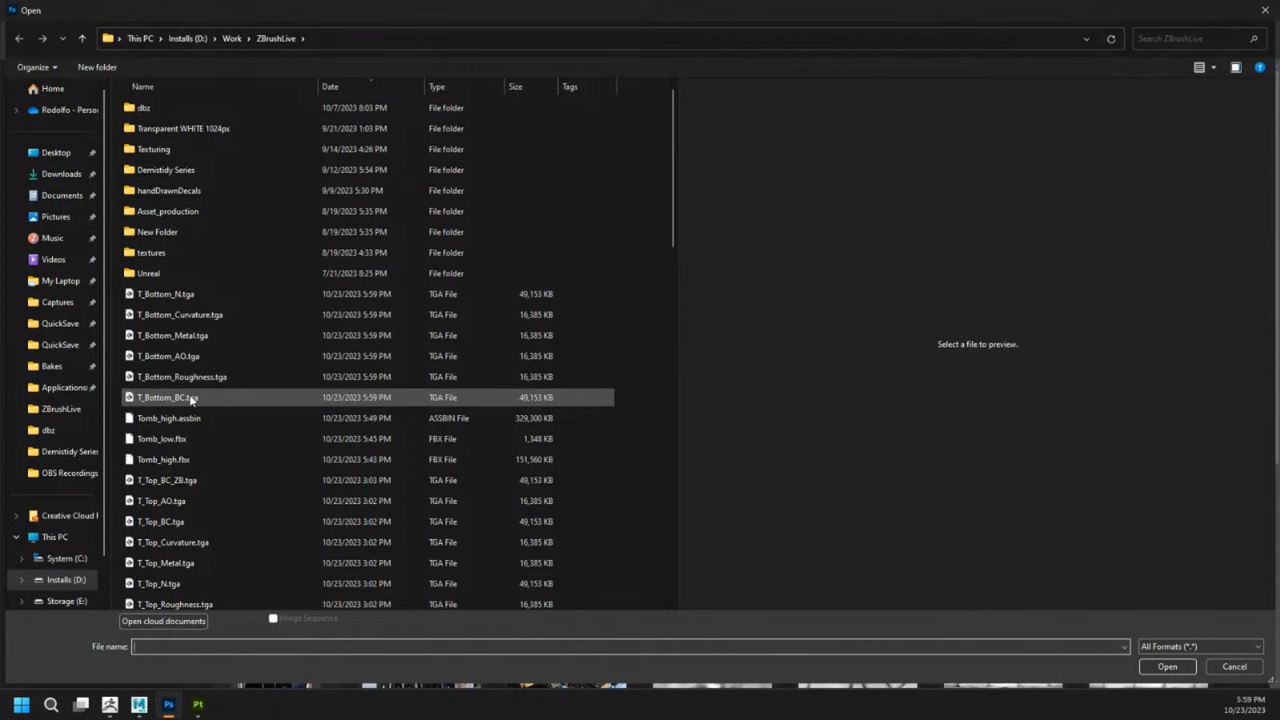 Open
This PC > Installs (D:) > Work > ZBrushLive >
Search ZBrushLive
Organize
New folder
Name Date Type Size Tags
Home
Rodolfo - Perso
Desktop
Downloads
Documents
Pictures
Music
Videos
My Laptop
Captures
QuickSave
QuickSave
Bakes
Applications
ZBrushLive
dbz
Demistidy Series
OBS Recordings
Creative Cloud F
This PC
System (C:)
Installs (D:)
Storage (E:)
dbz 10/7/2023 8:03 PM File folder
Transparent WHITE 1024px 9/21/2023 1:03 PM File folder
Texturing 9/14/2023 4:26 PM File folder
Demistidy Series 9/12/2023 5:54 PM File folder
handDrawnDecals 9/9/2023 5:30 PM File folder
Asset_production 8/19/2023 5:35 PM File folder
New Folder 8/19/2023 5:35 PM File folder
textures 8/19/2023 4:33 PM File folder
Unreal 7/21/2023 8:25 PM File folder
T_Bottom_N.tga 10/23/2023 5:59 PM TGA File 49,153 KB
T_Bottom_Curvature.tga 10/23/2023 5:59 PM TGA File 16,385 KB
T_Bottom_Metal.tga 10/23/2023 5:59 PM TGA File 16,385 KB
T_Bottom_AO.tga 10/23/2023 5:59 PM TGA File 16,385 KB
T_Bottom_Roughness.tga 10/23/2023 5:59 PM TGA File 16,385 KB
T_Bottom_BC.tga 10/23/2023 5:59 PM TGA File 49,153 KB
Tomb_high.assbin 10/23/2023 5:49 PM ASSBIN File 329,300 KB
Tomb_low.fbx 10/23/2023 5:45 PM FBX File 1,348 KB
Tomb_high.fbx 10/23/2023 5:43 PM FBX File 151,560 KB
T_Top_BC_ZB.tga 10/23/2023 3:03 PM TGA File 49,153 KB
T_Top_AO.tga 10/23/2023 3:02 PM TGA File 16,385 KB
T_Top_BC.tga 10/23/2023 3:02 PM TGA File 49,153 KB
T_Top_Curvature.tga 10/23/2023 3:02 PM TGA File 16,385 KB
T_Top_Metal.tga 10/23/2023 3:02 PM TGA File 16,385 KB
T_Top_N.tga 10/23/2023 3:02 PM TGA File 49,153 KB
T_Top_Roughness.tga 10/23/2023 3:02 PM TGA File 16,385 KB
Select a file to preview.
Open cloud documents
Image Sequence
File name:
All Formats (*.*)
Open
Cancel
Ps
Pt
5:59 PM
10/23/2023